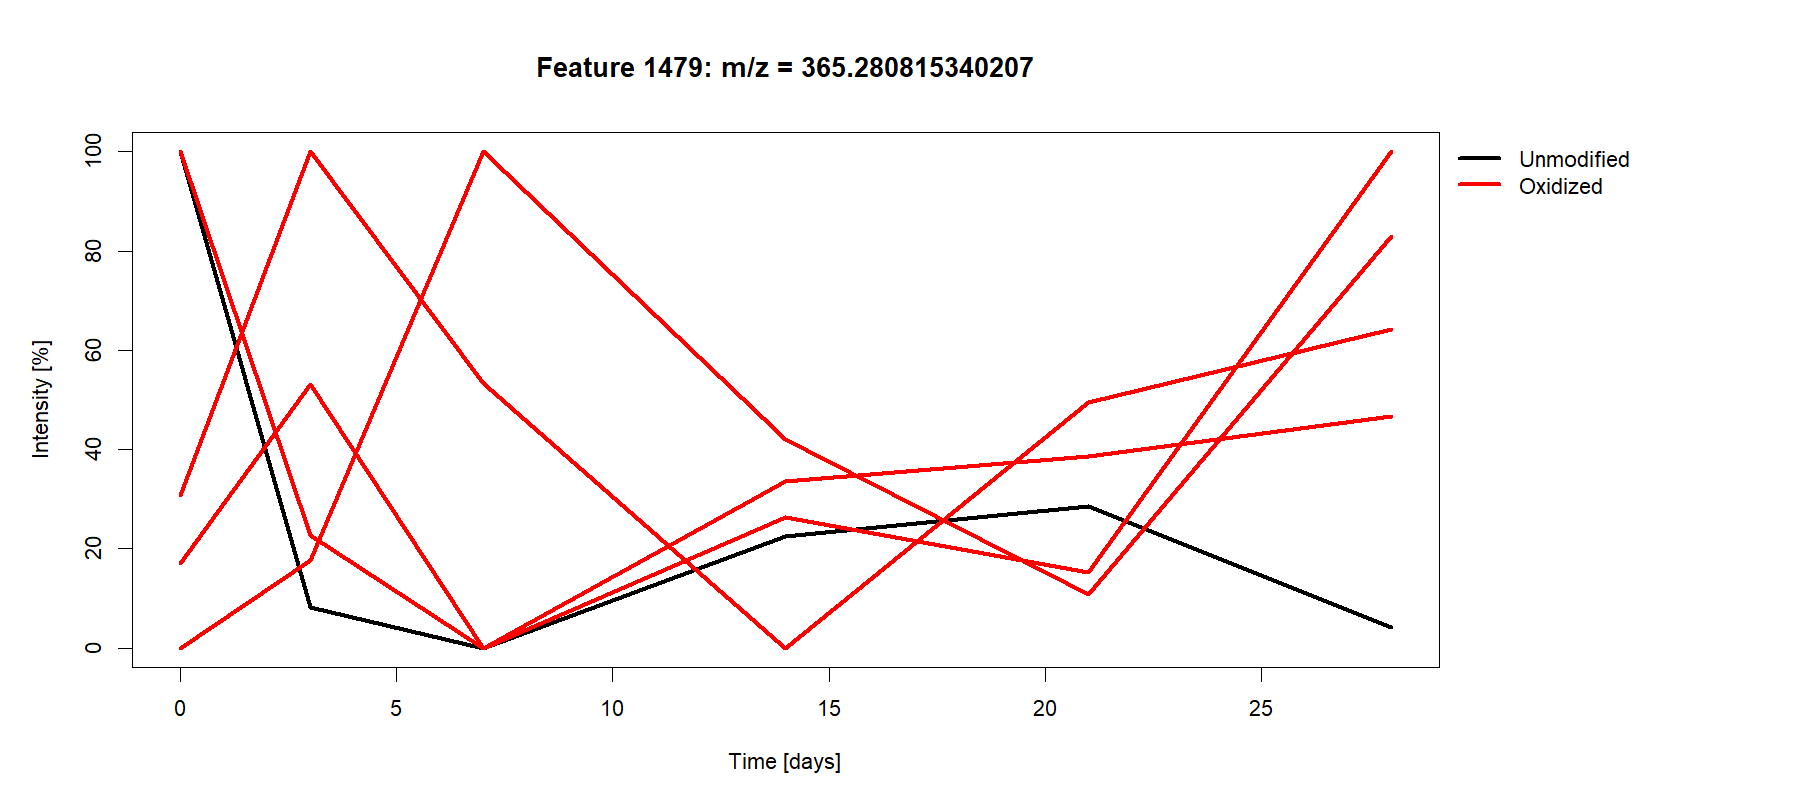 Feature 1479: m/z = 365.280815340207
Unmodified
Oxidized
Intensity [%]
100
80
60
40
20
0
0 5 10 15 20 25
Time [days]